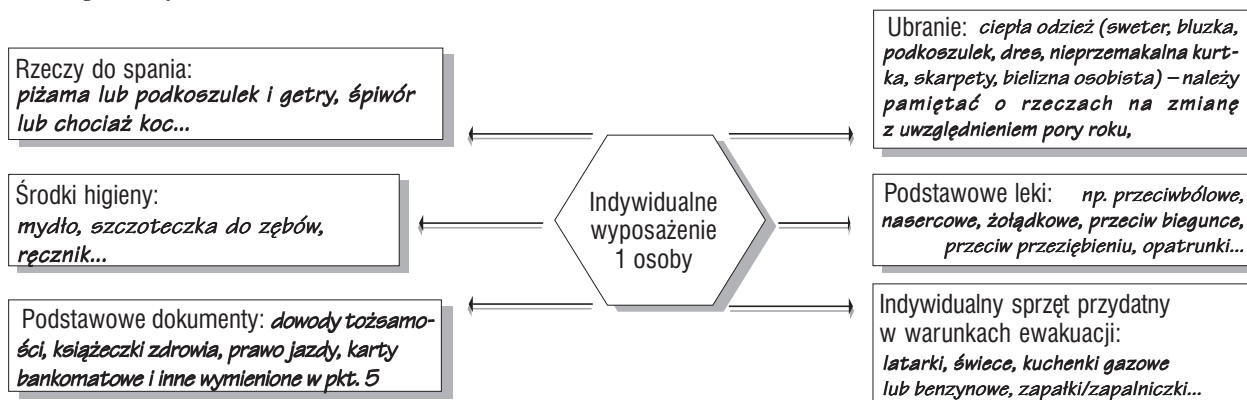 Rzeczy do spania:
piżama lub podkoszulek i getry, śpiwór
lub chociaż koc...
Środki higieny:
mydło, szczoteczka do zębów,
ręcznik...
Podstawowe dokumenty: dowody tożsamo-
ści, książeczki zdrowia, prawo jazdy, karty
bankomatowe i inne wymienione w pkt. 5
Indywidualne
wyposażenie
1 osoby
Ubranie: ciepła odzież (sweter, bluzka,
podkoszulek, dres, nieprzemakalna kurt-
ka, skarpety, bielizna osobista) – należy
pamiętać o rzeczach na zmianę
z uwzględnieniem pory roku,
Podstawowe leki: np. przeciwbólowe,
nasercowe, żołądkowe, przeciw biegunce,
przeciw przeziębieniu, opatrunki...
Indywidualny sprzęt przydatny
w warunkach ewakuacji:
latarki, świece, kuchenki gazowe
lub benzynowe, zapałki/zapalniczki...